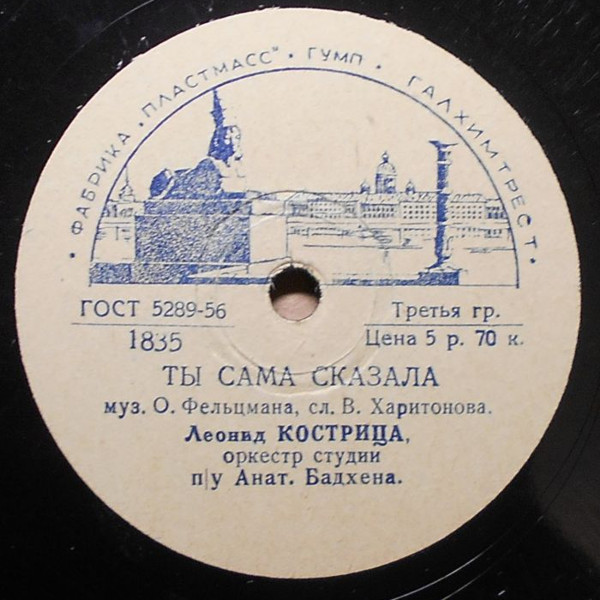 • ФАБРИКА „ПЛАСТМАСС" • ГУМП • ГАЛХИМТРЕСТ •
ГОСТ 5289-56
1835
Третья гр.
Цена 5 р. 70 к.
ТЫ САМА СКАЗАЛА
муз. О. Фельцмана, сл. В. Харитонова.
Леонид КОСТРИЦА,
оркестр студии
п/у Анат. Бадхена.